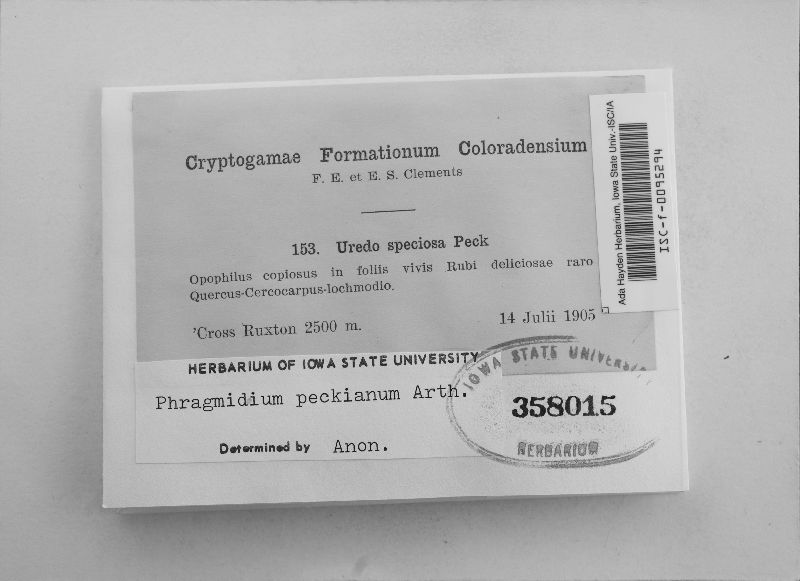 Cryptogamae Formationum Coloradensium
F. E. et E. S. Clements
153. Uredo speciosa Peck
Opophilus copiosus in foliis vivis Rubi deliciosae raro
Quercus-Cercocarpus-lochmodio.
'Cross Ruxton 2500 m.
14 Julii 1905
Ada Hayden Herbarium, Iowa State Univ.-ISC/IA
ISC-f-0095294
HERBARIUM OF IOWA STATE UNIVERSITY
Phragmidium peckianum Arth.
Determined by Anon.
IOWA STATE UNIVERSITY
358015
HERBARIUM